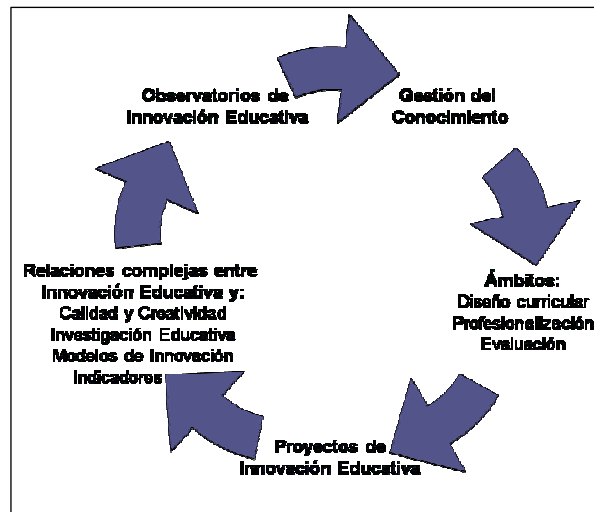 Observatorios de
Innovación Educativa
Gestión del
Conocimiento
Ámbitos:
Diseño curricular
Profesionalización
Evaluación
Proyectos de
Innovación Educativa
Relaciones complejas entre
Innovación Educativa y:
Calidad y Creatividad
Investigación Educativa
Modelos de Innovación
Indicadores